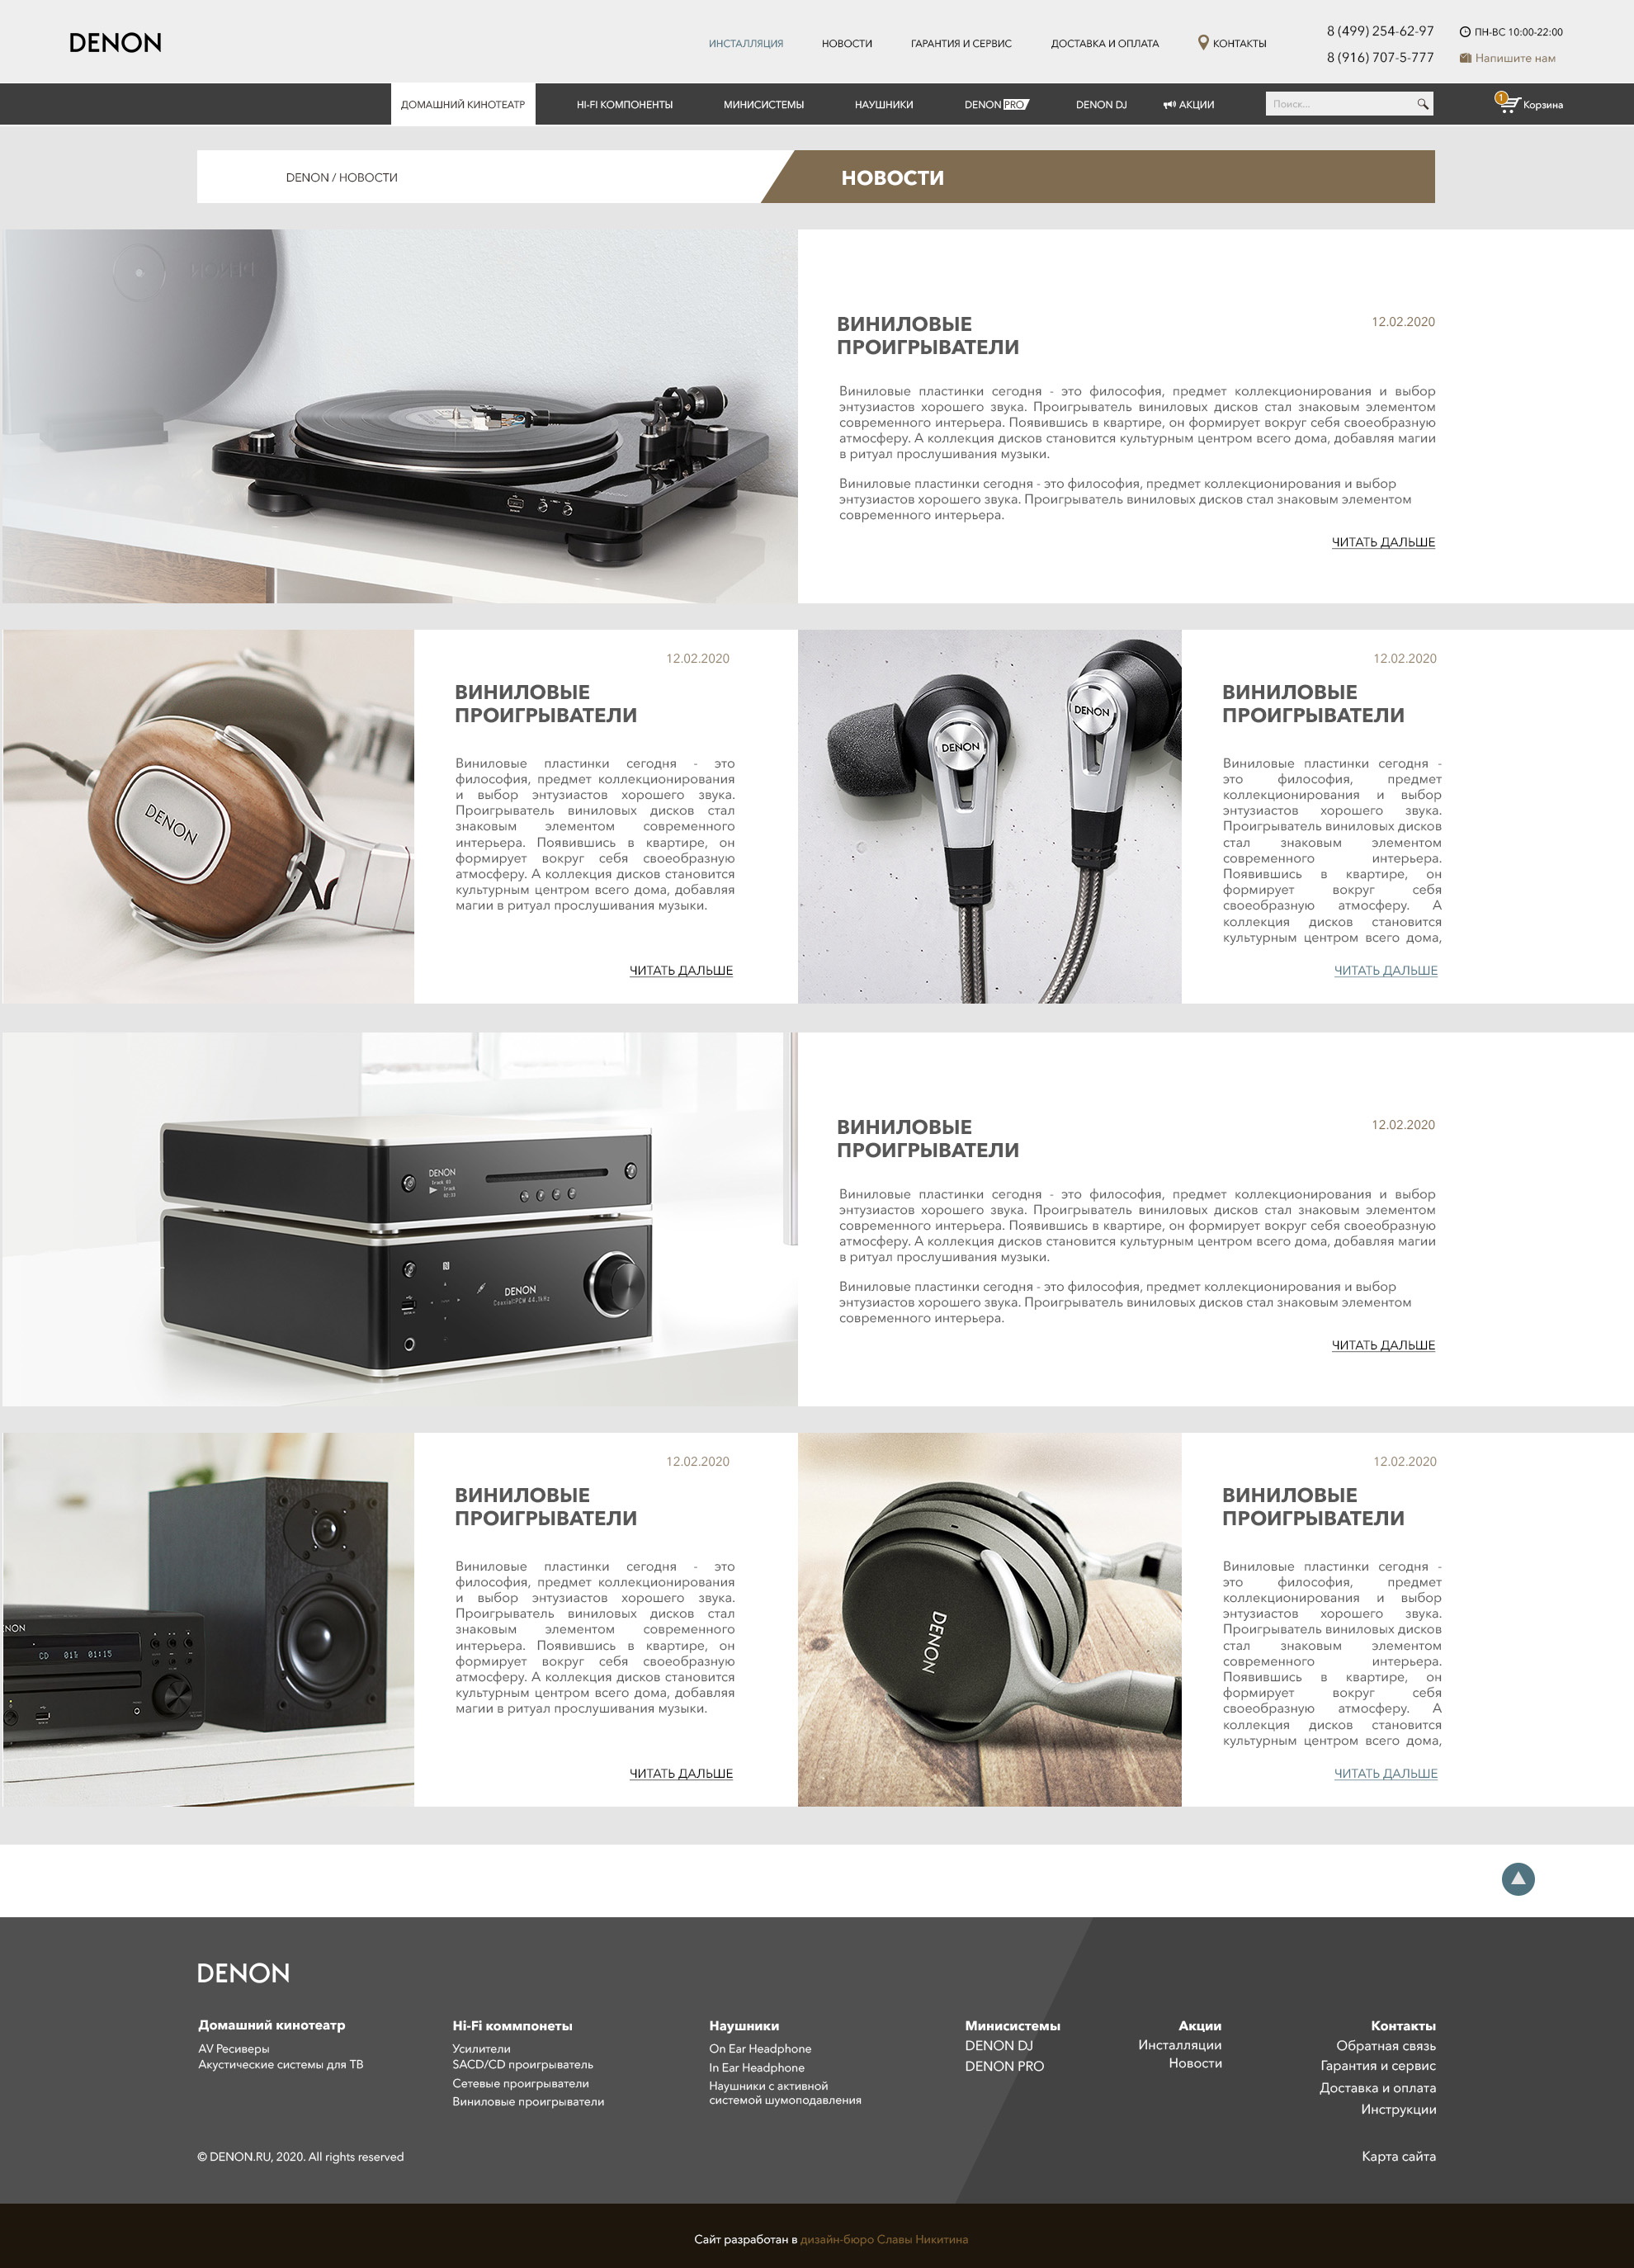 DENON
ИНСТАЛЛЯЦИЯ
НОВОСТИ
ГАРАНТИЯ И СЕРВИС
ДОСТАВКА И ОПЛАТА
КОНТАКТЫ
8 (499) 254-62-97
8 (916) 707-5-777
ПН-ВС 10:00-22:00
Напишите нам
ДОМАШНИЙ КИНОТЕАТР
HI-FI КОМПОНЕНТЫ
МИНИСИСТЕМЫ
НАУШНИКИ
DENON PRO
DENON DJ
АКЦИИ
Поиск...
1
Корзина
DENON / НОВОСТИ
НОВОСТИ
DENON
ВИНИЛОВЫЕ
ПРОИГРЫВАТЕЛИ
12.02.2020
Виниловые пластинки сегодня - это философия, предмет коллекционирования и выбор
энтузиастов хорошего звука. Проигрыватель виниловых дисков стал знаковым элементом
современного интерьера. Появившись в квартире, он формирует вокруг себя своеобразную
атмосферу. А коллекция дисков становится культурным центром всего дома, добавляя магии
в ритуал прослушивания музыки.
Виниловые пластинки сегодня - это философия, предмет коллекционирования и выбор
энтузиастов хорошего звука. Проигрыватель виниловых дисков стал знаковым элементом
современного интерьера.
ЧИТАТЬ ДАЛЬШЕ
DENON
12.02.2020
ВИНИЛОВЫЕ
ПРОИГРЫВАТЕЛИ
Виниловые пластинки сегодня - это
философия, предмет коллекционирования
и выбор энтузиастов хорошего звука.
Проигрыватель виниловых дисков стал
знаковым элементом современного
интерьера. Появившись в квартире, он
формирует вокруг себя своеобразную
атмосферу. А коллекция дисков становится
культурным центром всего дома, добавляя
магии в ритуал прослушивания музыки.
ЧИТАТЬ ДАЛЬШЕ
DENON
DENON
12.02.2020
ВИНИЛОВЫЕ
ПРОИГРЫВАТЕЛИ
Виниловые пластинки сегодня -
это философия, предмет
коллекционирования и выбор
энтузиастов хорошего звука.
Проигрыватель виниловых дисков
стал знаковым элементом
современного интерьера.
Появившись в квартире, он
формирует вокруг себя
своеобразную атмосферу. А
коллекция дисков становится
культурным центром всего дома,
ЧИТАТЬ ДАЛЬШЕ
DENON
Track 03
Track
02:33
DENON
Coaxial:PCM 44.1kHz
ВИНИЛОВЫЕ
ПРОИГРЫВАТЕЛИ
12.02.2020
Виниловые пластинки сегодня - это философия, предмет коллекционирования и выбор
энтузиастов хорошего звука. Проигрыватель виниловых дисков стал знаковым элементом
современного интерьера. Появившись в квартире, он формирует вокруг себя своеобразную
атмосферу. А коллекция дисков становится культурным центром всего дома, добавляя магии
в ритуал прослушивания музыки.
Виниловые пластинки сегодня - это философия, предмет коллекционирования и выбор
энтузиастов хорошего звука. Проигрыватель виниловых дисков стал знаковым элементом
современного интерьера.
ЧИТАТЬ ДАЛЬШЕ
NON
CD 01% 01:15
12.02.2020
ВИНИЛОВЫЕ
ПРОИГРЫВАТЕЛИ
Виниловые пластинки сегодня - это
философия, предмет коллекционирования
и выбор энтузиастов хорошего звука.
Проигрыватель виниловых дисков стал
знаковым элементом современного
интерьера. Появившись в квартире, он
формирует вокруг себя своеобразную
атмосферу. А коллекция дисков становится
культурным центром всего дома, добавляя
магии в ритуал прослушивания музыки.
ЧИТАТЬ ДАЛЬШЕ
DENON
12.02.2020
ВИНИЛОВЫЕ
ПРОИГРЫВАТЕЛИ
Виниловые пластинки сегодня -
это философия, предмет
коллекционирования и выбор
энтузиастов хорошего звука.
Проигрыватель виниловых дисков
стал знаковым элементом
современного интерьера.
Появившись в квартире, он
формирует вокруг себя
своеобразную атмосферу. А
коллекция дисков становится
культурным центром всего дома,
ЧИТАТЬ ДАЛЬШЕ
DENON
Домашний кинотеатр
AV Ресиверы
Акустические системы для ТВ
Hi-Fi коммпонеты
Усилители
SACD/CD проигрыватель
Сетевые проигрыватели
Виниловые проигрыватели
Наушники
On Ear Headphone
In Ear Headphone
Наушники с активной
системой шумоподавления
Минисистемы
DENON DJ
DENON PRO
Акции
Инсталляции
Новости
Контакты
Обратная связь
Гарантия и сервис
Доставка и оплата
Инструкции
© DENON.RU, 2020. All rights reserved
Карта сайта
Сайт разработан в дизайн-бюро Славы Никитина